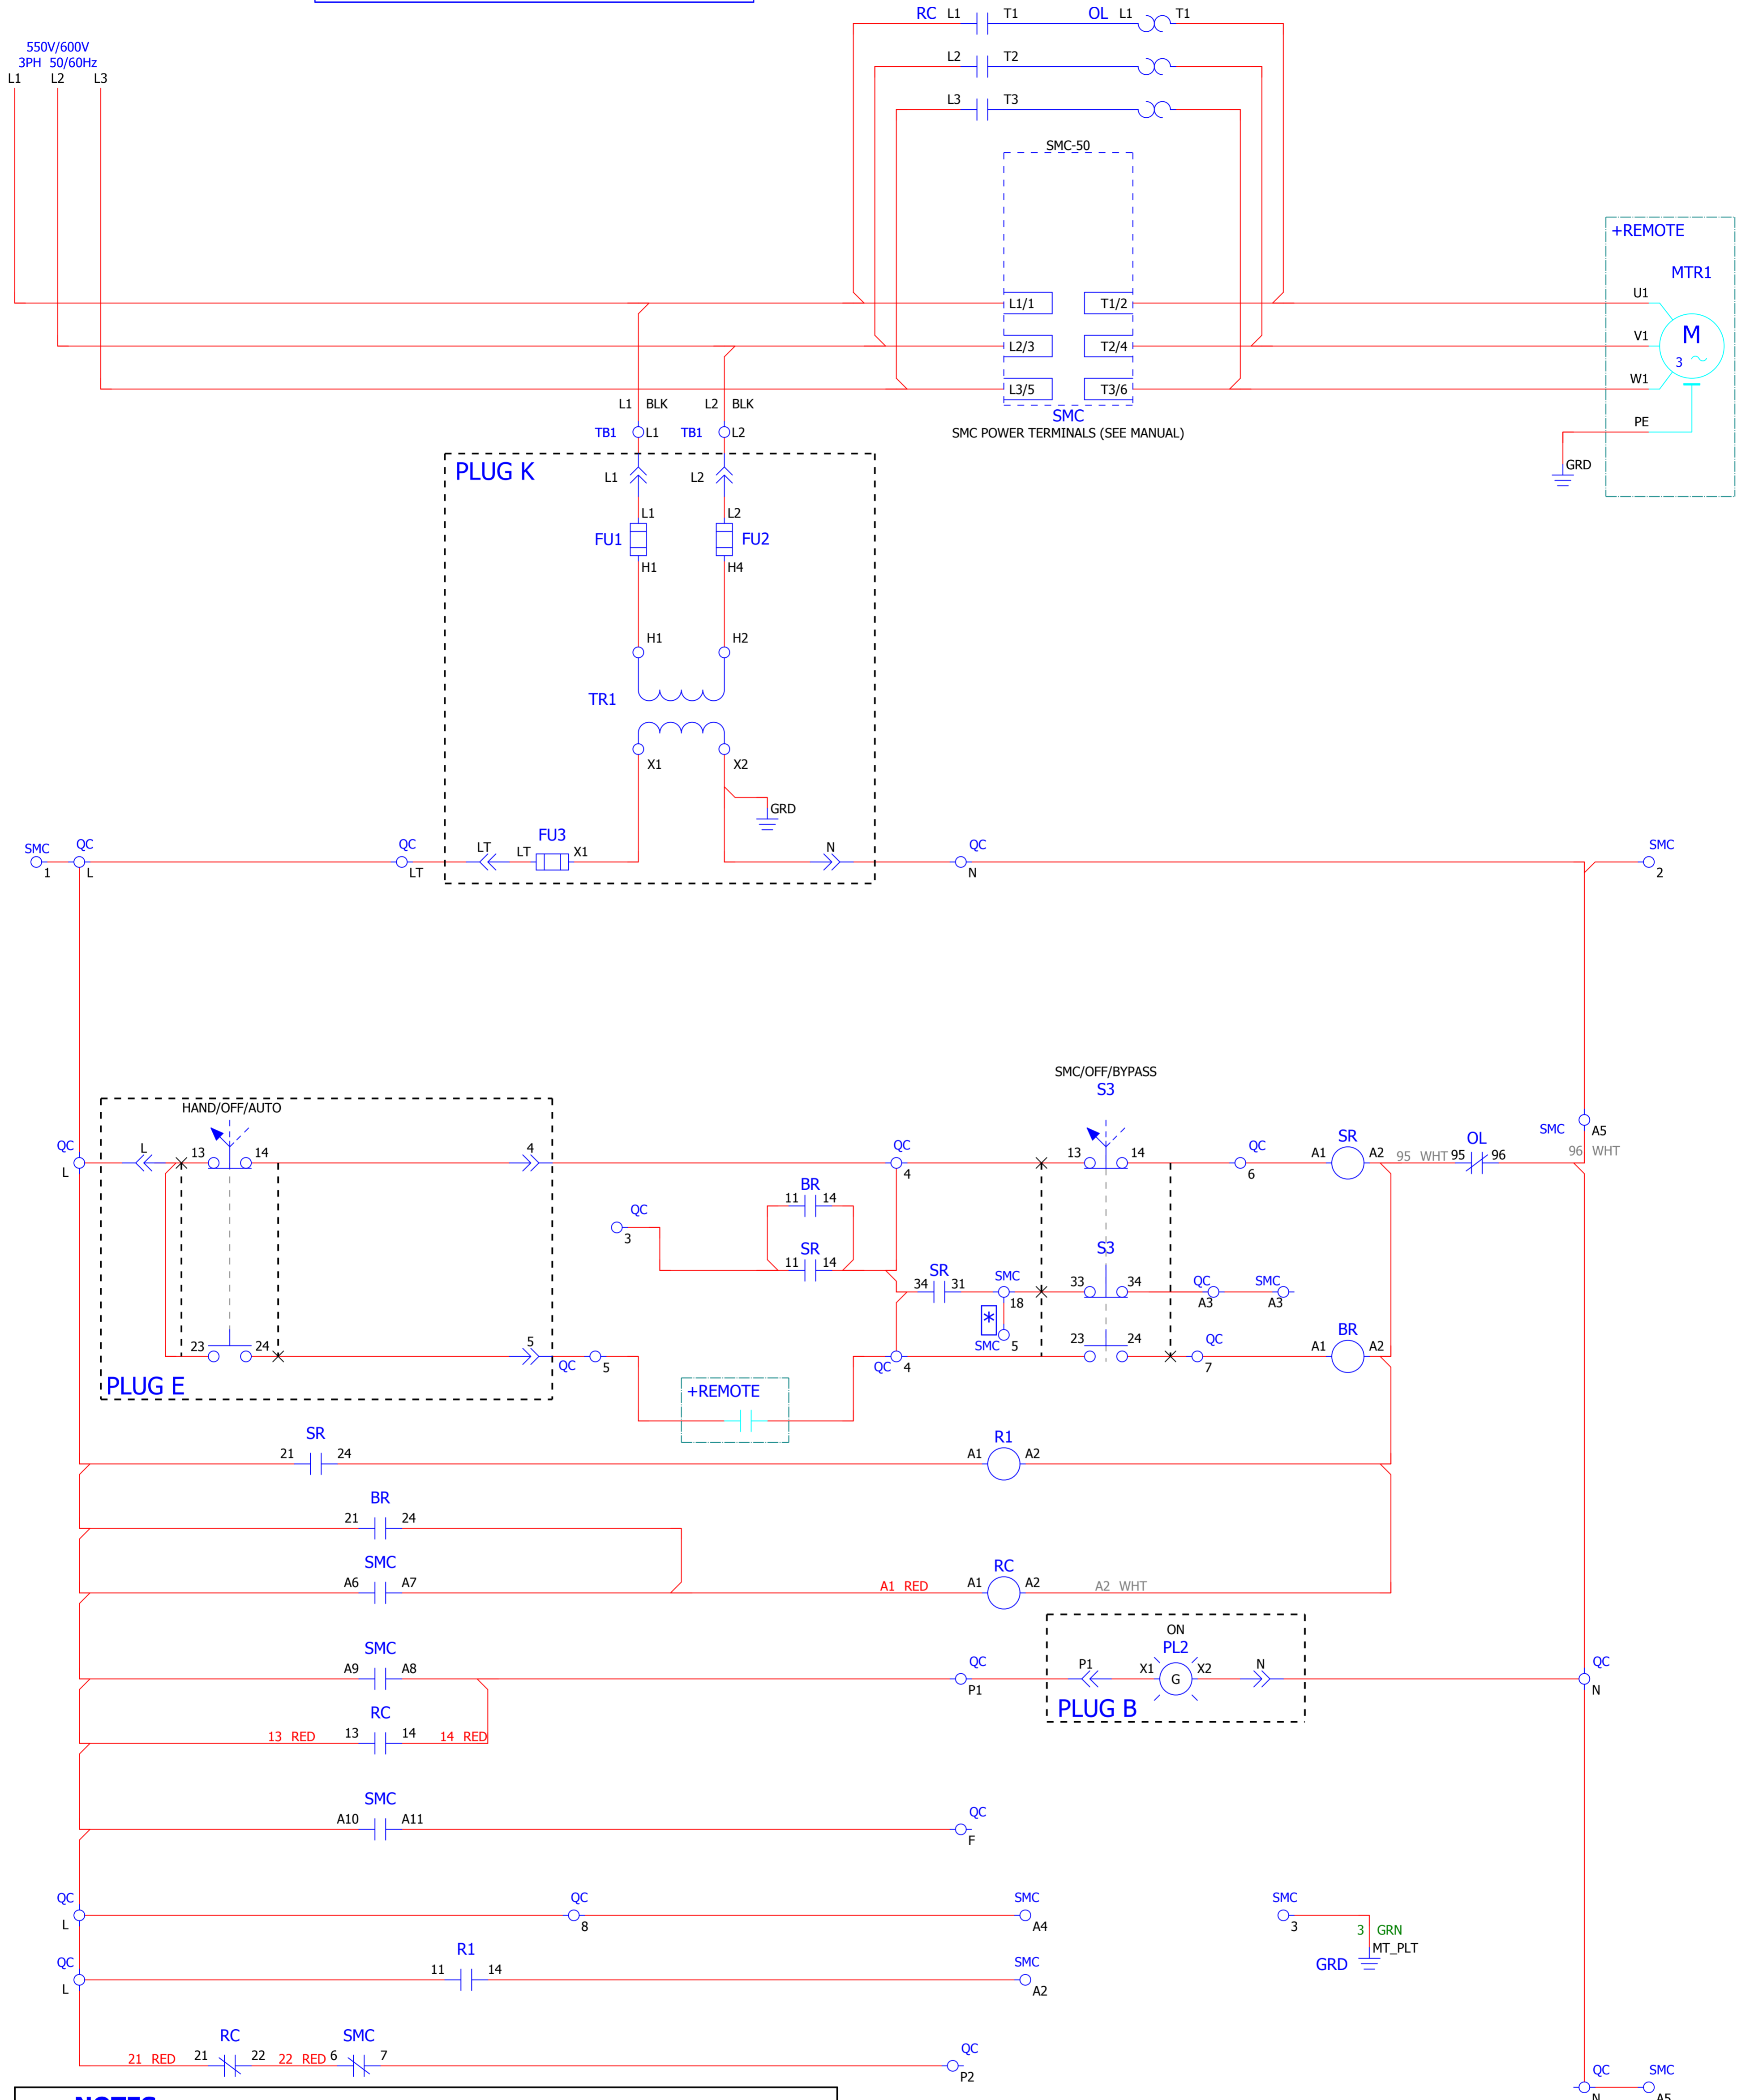 RC L1 T1 OL L1 T1
550V/600V
3PH 50/60Hz
L1 L2 L3
L2 T2
L3 T3
SMC-50
+REMOTE
MTR1
L1/1 T1/2 U1
L2/3 T2/4 V1 M
3
L3/5 T3/6 W1
L1 BLK L2 BLK
SMC
PE
TB1 L1 TB1 L2 SMC POWER TERMINALS (SEE MANUAL)
PLUG K
L1 L2
GRD
L1 L2
FU1 FU2
H1 H4
H1 H2
TR1
X1 X2
GRD
FU3
SMC QC QC LT LT X1 N QC SMC
1 L LT N 2
SMC/OFF/BYPASS
S3
HAND/OFF/AUTO
QC L 13 14 4 QC 13 14 QC SR OL SMC A5
A1 A2 95 WHT 95 96 96 WHT
L 4 6
BR
11 14
QC
3
SR S3
11 14
SR
34 31 SMC 33 34 QC SMC
18 A3 A3
*
SMC 5
BR
23 24 5 23 24 QC A1 A2
QC 5 QC 4 7
PLUG E
+REMOTE
SR R1
21 24 A1 A2
BR
21 24
SMC RC
A6 A7 A1 RED A1 A2 A2 WHT
ON
SMC PL2
A9 A8 QC P1 X1 G X2 N QC
P1 N
PLUG B
RC
13 RED 13 14 14 RED
SMC
A10 A11 QC
F
QC QC SMC SMC
L 8 A4 3
3 GRN
MT_PLT
GRD
QC R1 SMC
11 14
L A2
RC SMC
21 RED 21 22 22 RED 6 7 QC
P2
QC SMC
N A5
NOTES